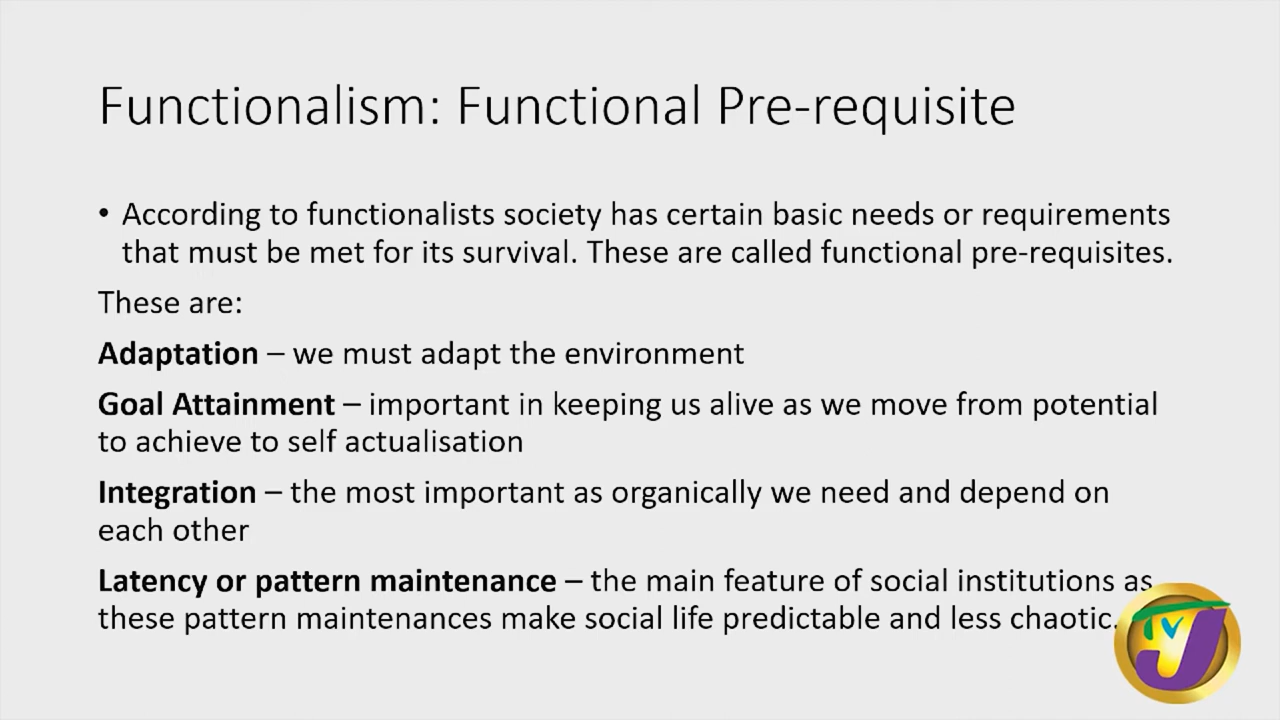 Functionalism: Functional Pre-requisite
• According to functionalists society has certain basic needs or requirements
that must be met for its survival. These are called functional pre-requisites.
These are:
Adaptation – we must adapt the environment
Goal Attainment – important in keeping us alive as we move from potential
to achieve to self actualisation
Integration – the most important as organically we need and depend on
each other
Latency or pattern maintenance – the main feature of social institutions as
these pattern maintenances make social life predictable and less chaotic.
TVJ